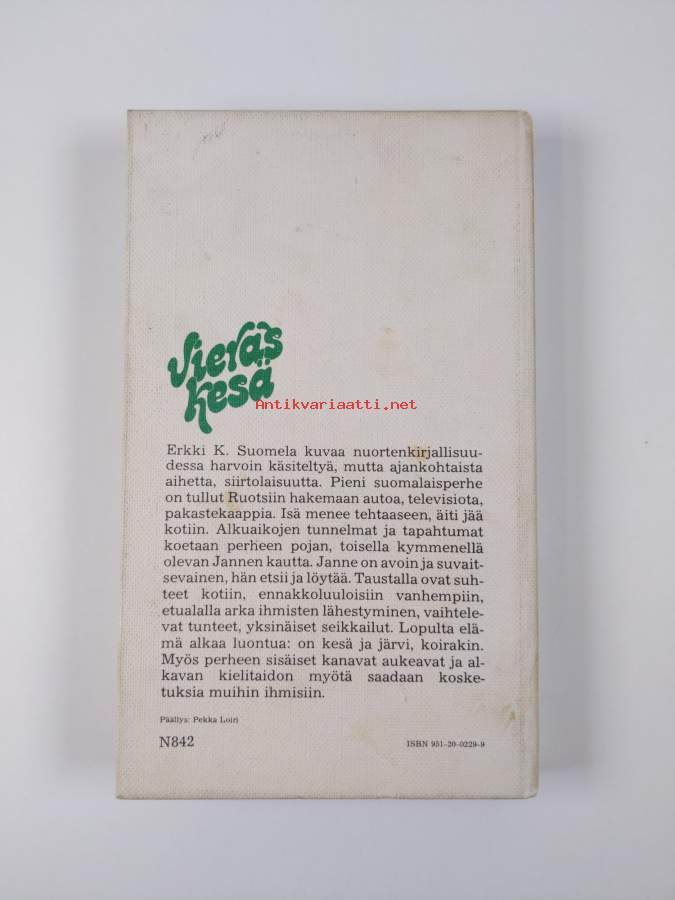 Vieras
kesä
Antikvariaatti.net
Erkki K. Suomela kuvaa nuortenkirjallisuu-
dessa harvoin käsiteltyä, mutta ajankohtaista
aihetta, siirtolaisuutta. Pieni suomalaisperhe
on tullut Ruotsiin hakemaan autoa, televisiota,
pakastekaappia. Isä menee tehtaaseen, äiti jää
kotiin. Alkuaikojen tunnelmat ja tapahtumat
koetaan perheen pojan, toisella kymmenellä
olevan Jannen kautta. Janne on avoin ja suvait-
sevainen, hän etsii ja löytää. Taustalla ovat suh-
teet kotiin, ennakkoluuloisiin vanhempiin,
etualalla arka ihmisten lähestyminen, vaihtele-
vat tunteet, yksinäiset seikkailut. Lopulta elä-
mä alkaa luontua: on kesä ja järvi, koirakin.
Myös perheen sisäiset kanavat aukeavat ja al-
kavan kielitaidon myötä saadaan koske-
tuksia muihin ihmisiin.
Päällys: Pekka Loiri
N842
ISBN 951-20-0229-9